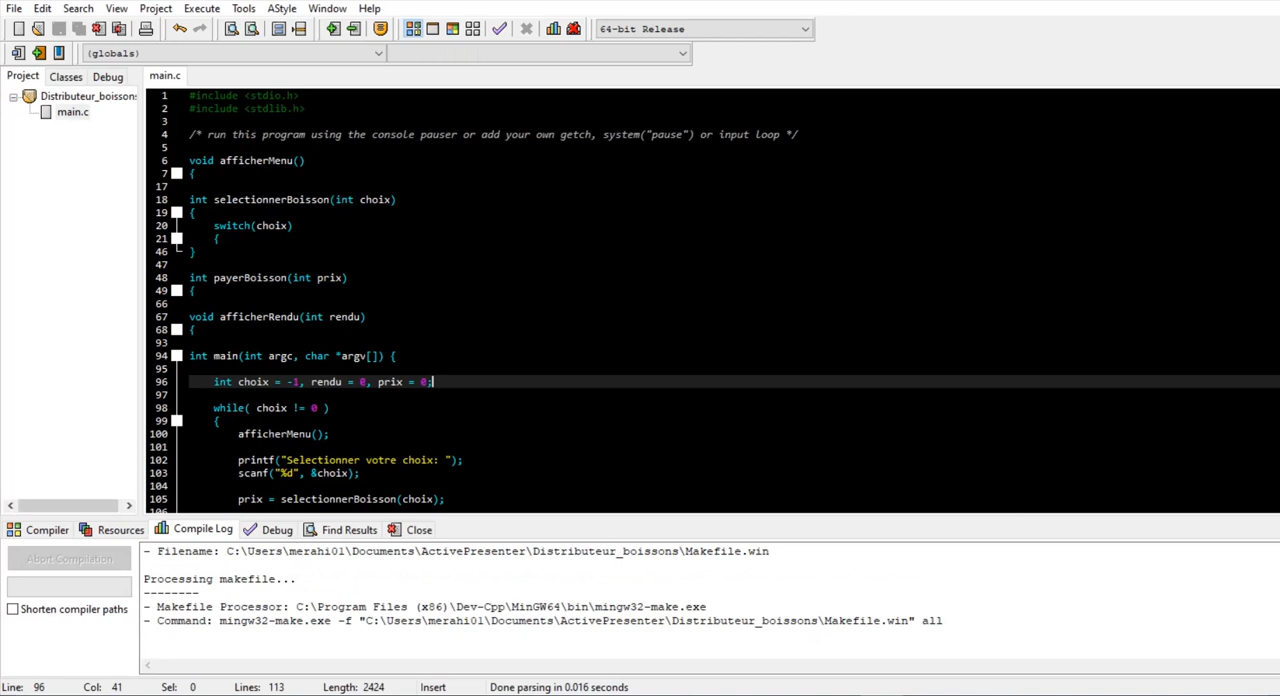 File Edit Search View Project Execute Tools AStyle Window Help
64-bit Release
(globals)
Project Classes Debug main.c
Distributeur_boissons
main.c
1 #include <stdio.h>
2 #include <stdlib.h>
3
4 /* run this program using the console pauser or add your own getch, system("pause") or input loop */
5
6 void afficherMenu()
7 {
17
18 int selectionnerBoisson(int choix)
19 {
20 switch(choix)
21 {
46 }
47
48 int payerBoisson(int prix)
49 {
66
67 void afficherRendu(int rendu)
68 {
93
94 int main(int argc, char *argv[]) {
95
96 int choix = -1, rendu = 0, prix = 0;
97
98 while( choix != 0 )
99 {
100 afficherMenu();
101
102 printf("Selectionner votre choix: ");
103 scanf("%d", &choix);
104
105 prix = selectionnerBoisson(choix);
106
Compiler Resources Compile Log Debug Find Results Close
Abort Compilation
Shorten compiler paths
- Filename: C:\Users\merahi01\Documents\ActivePresenter\Distributeur_boissons\Makefile.win
Processing makefile...
--------
- Makefile Processor: C:\Program Files (x86)\Dev-Cpp\MinGW64\bin\mingw32-make.exe
- Command: mingw32-make.exe -f "C:\Users\merahi01\Documents\ActivePresenter\Distributeur_boissons\Makefile.win" all
Line: 96 Col: 41 Sel: 0 Lines: 113 Length: 2424 Insert Done parsing in 0.016 seconds